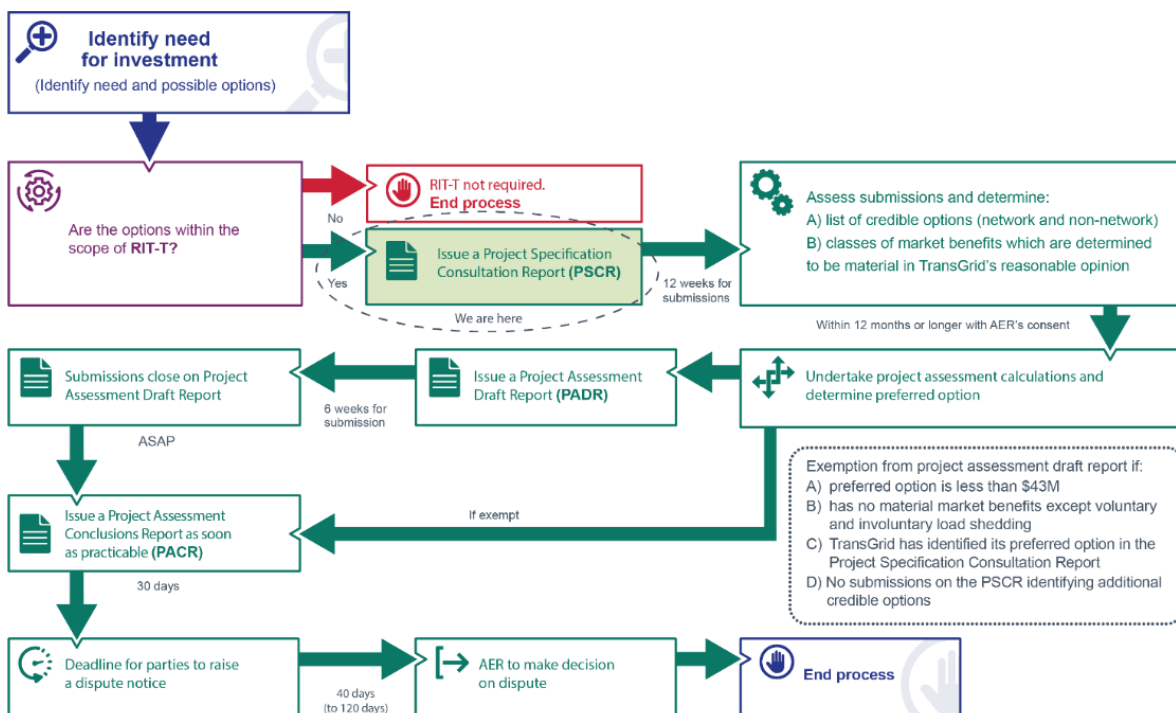 Identify need
for investment
(Identify need and possible options)
Are the options within the
scope of RIT-T?
No
RIT-T not required.
End process
Yes
Issue a Project Specification
Consultation Report (PSCR)
We are here
12 weeks for
submissions
Assess submissions and determine:
A) list of credible options (network and non-network)
B) classes of market benefits which are determined
to be material in TransGrid's reasonable opinion
Within 12 months or longer with AER's consent
Undertake project assessment calculations and
determine preferred option
Issue a Project Assessment
Draft Report (PADR)
6 weeks for
submission
Submissions close on Project
Assessment Draft Report
ASAP
Exemption from project assessment draft report if:
A) preferred option is less than $43M
B) has no material market benefits except voluntary
and involuntary load shedding
C) TransGrid has identified its preferred option in the
Project Specification Consultation Report
D) No submissions on the PSCR identifying additional
credible options
If exempt
Issue a Project Assessment
Conclusions Report as soon
as practicable (PACR)
30 days
Deadline for parties to raise
a dispute notice
40 days
(to 120 days)
AER to make decision
on dispute
End process